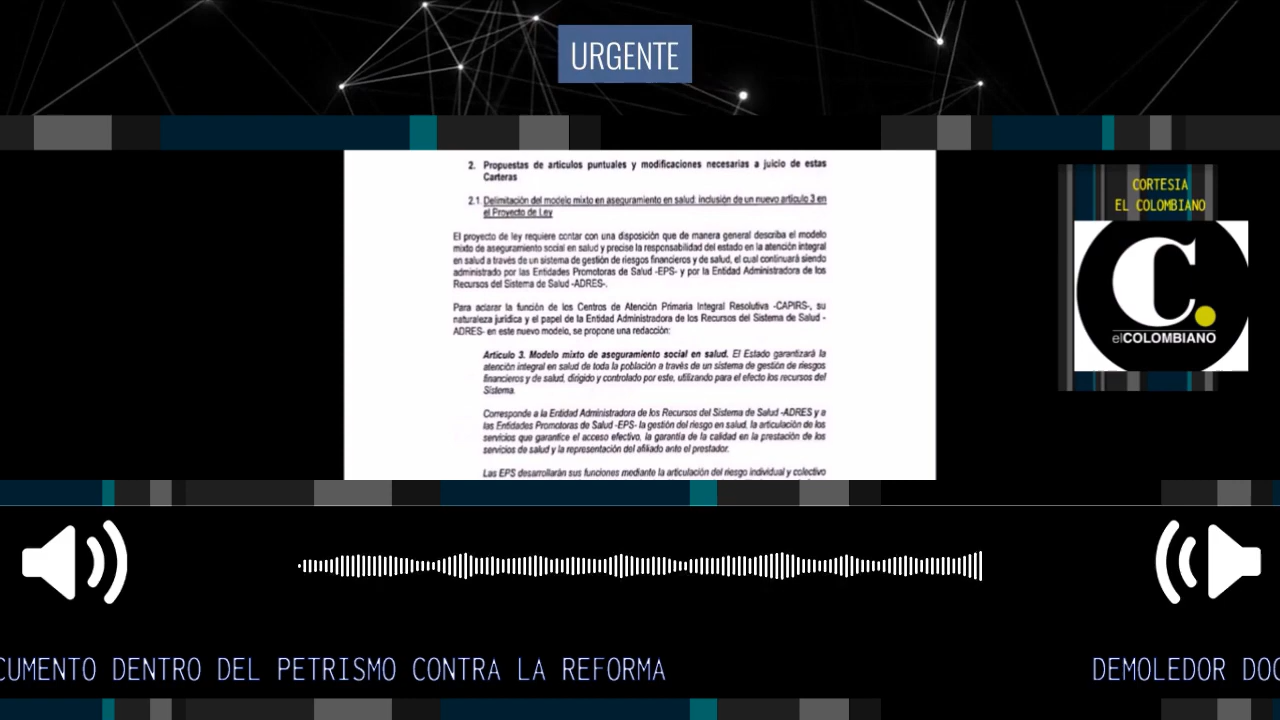 URGENTE
2. Propuestas de artículos puntuales y modificaciones necesarias a juicio de estas
Carteras
2.1. Delimitación del modelo mixto en aseguramiento en salud: inclusión de un nuevo artículo 3 en
el Proyecto de Ley
El proyecto de ley requiere contar con una disposición que de manera general describa el modelo
mixto de aseguramiento social en salud y precise la responsabilidad del estado en la atención integral
en salud a través de un sistema de gestión de riesgos financieros y de salud, el cual continuará siendo
administrado por las Entidades Promotoras de Salud -EPS- y por la Entidad Administradora de los
Recursos del Sistema de Salud -ADRES-.
Para aclarar la función de los Centros de Atención Primaria Integral Resolutiva -CAPIRS-, su
naturaleza jurídica y el papel de la Entidad Administradora de los Recursos del Sistema de Salud -
ADRES- en este nuevo modelo, se propone una redacción:
Artículo 3. Modelo mixto de aseguramiento social en salud. El Estado garantizará la
atención integral en salud de toda la población a través de un sistema de gestión de riesgos
financieros y de salud, dirigido y controlado por este, utilizando para el efecto los recursos del
Sistema.
Corresponde a la Entidad Administradora de los Recursos del Sistema de Salud -ADRES y a
las Entidades Promotoras de Salud -EPS- la gestión del riesgo en salud, la articulación de los
servicios que garantice el acceso efectivo, la garantía de la calidad en la prestación de los
servicios de salud y la representación del afiliado ante el prestador.
Las EPS desarrollarán sus funciones mediante la articulación del riesgo individual y colectivo
CORTESIA
EL COLOMBIANO
C.
elCOLOMBIANO
CUMENTO DENTRO DEL PETRISMO CONTRA LA REFORMA
DEMOLEDOR DOC